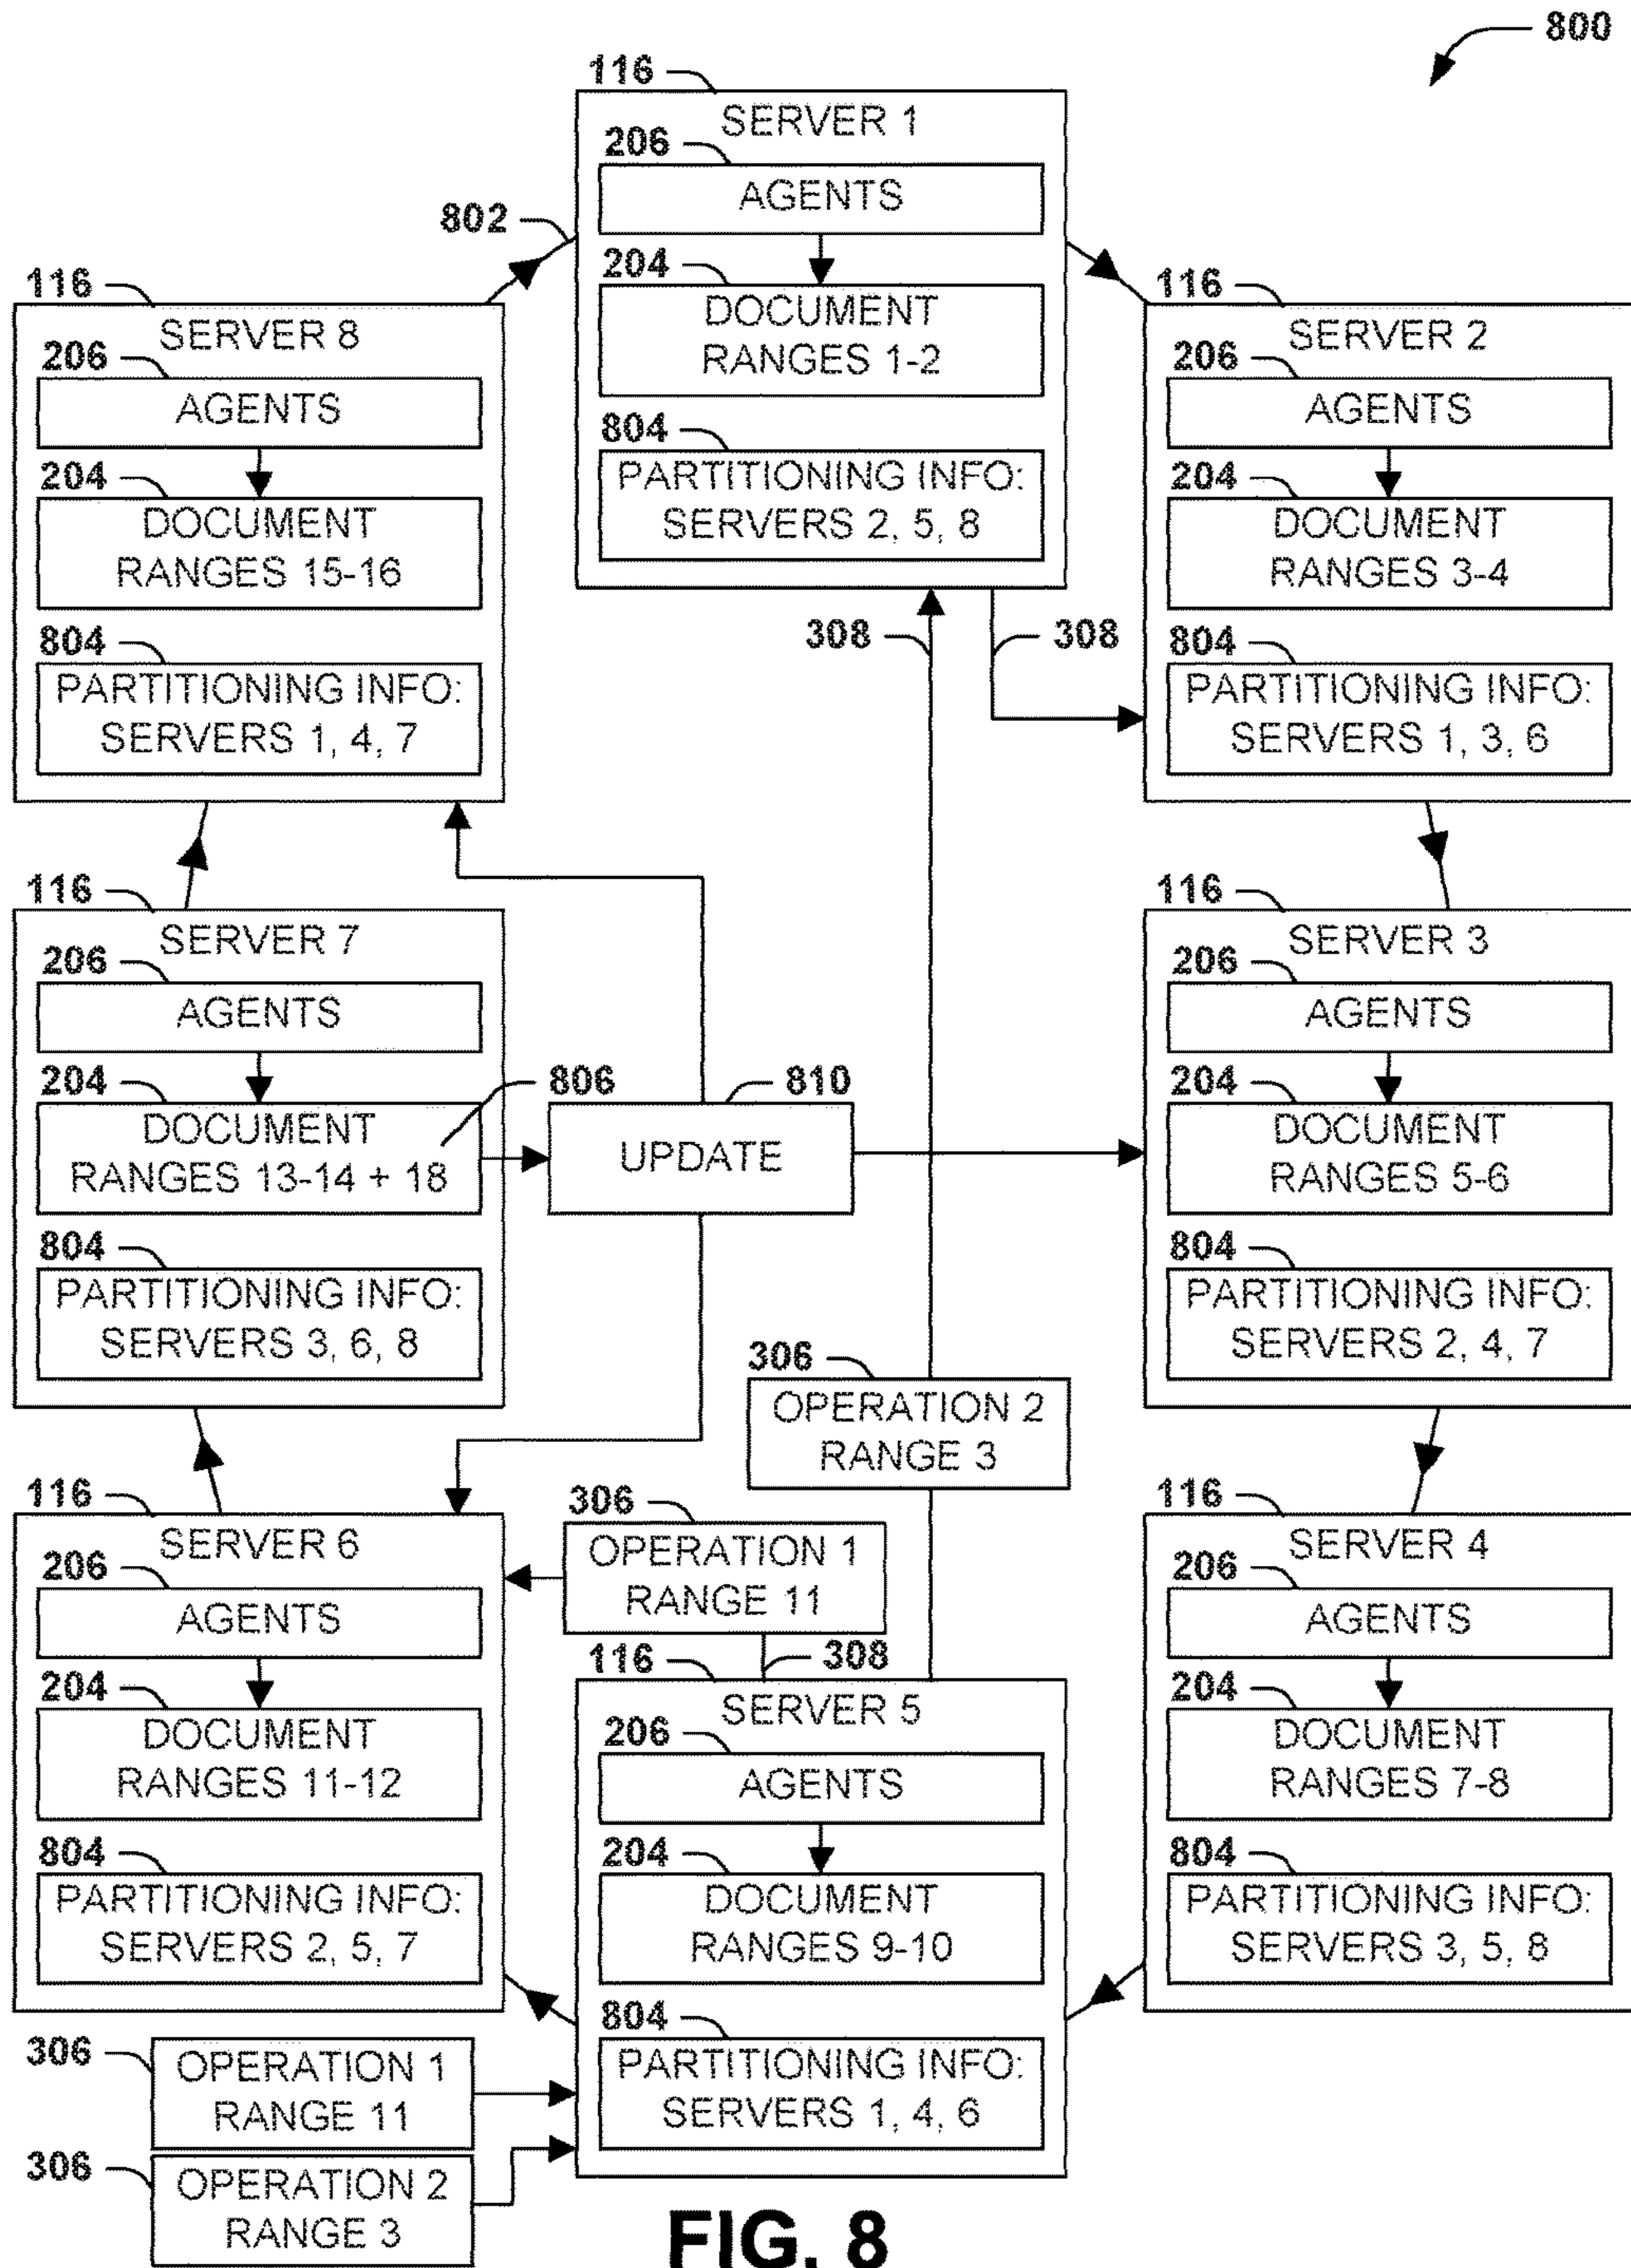 800
116
SERVER 1
206
AGENTS
802
204
DOCUMENT
RANGES 1-2
804
PARTITIONING INFO:
SERVERS 2, 5, 8
116
SERVER 8
206
AGENTS
204
DOCUMENT
RANGES 15-16
804
PARTITIONING INFO:
SERVERS 1, 4, 7
116
SERVER 2
206
AGENTS
204
DOCUMENT
RANGES 3-4
804
PARTITIONING INFO:
SERVERS 1, 3, 6
308
308
116
SERVER 7
206
AGENTS
204
806
DOCUMENT
RANGES 13-14 + 18
804
PARTITIONING INFO:
SERVERS 3, 6, 8
810
UPDATE
116
SERVER 3
206
AGENTS
204
DOCUMENT
RANGES 5-6
804
PARTITIONING INFO:
SERVERS 2, 4, 7
306
OPERATION 2
RANGE 3
306
OPERATION 1
RANGE 11
308
116
SERVER 6
206
AGENTS
204
DOCUMENT
RANGES 11-12
804
PARTITIONING INFO:
SERVERS 2, 5, 7
116
SERVER 5
206
AGENTS
204
DOCUMENT
RANGES 9-10
804
PARTITIONING INFO:
SERVERS 1, 4, 6
116
SERVER 4
206
AGENTS
204
DOCUMENT
RANGES 7-8
804
PARTITIONING INFO:
SERVERS 3, 5, 8
306
OPERATION 1
RANGE 11
306
OPERATION 2
RANGE 3
FIG. 8